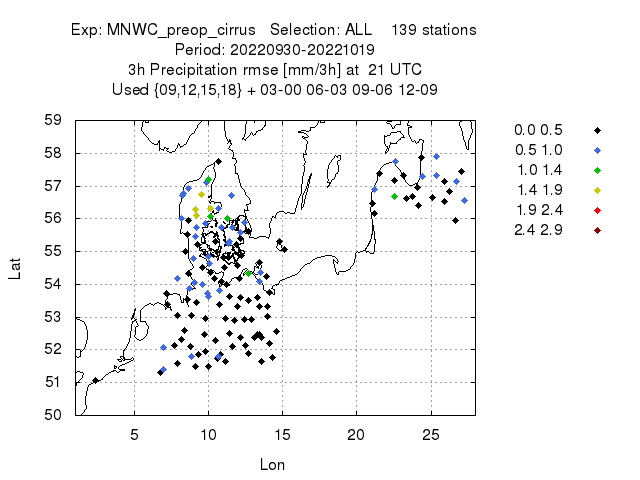 Exp: MNWC_preop_cirrus   Selection: ALL    139 stations
Period: 20220930-20221019
3h Precipitation rmse [mm/3h] at  21 UTC
Used {09,12,15,18} + 03-00 06-03 09-06 12-09
59
58
57
56
55
54
53
52
51
50
Lat
5 10 15 20 25
Lon
0.0 0.5
0.5 1.0
1.0 1.4
1.4 1.9
1.9 2.4
2.4 2.9